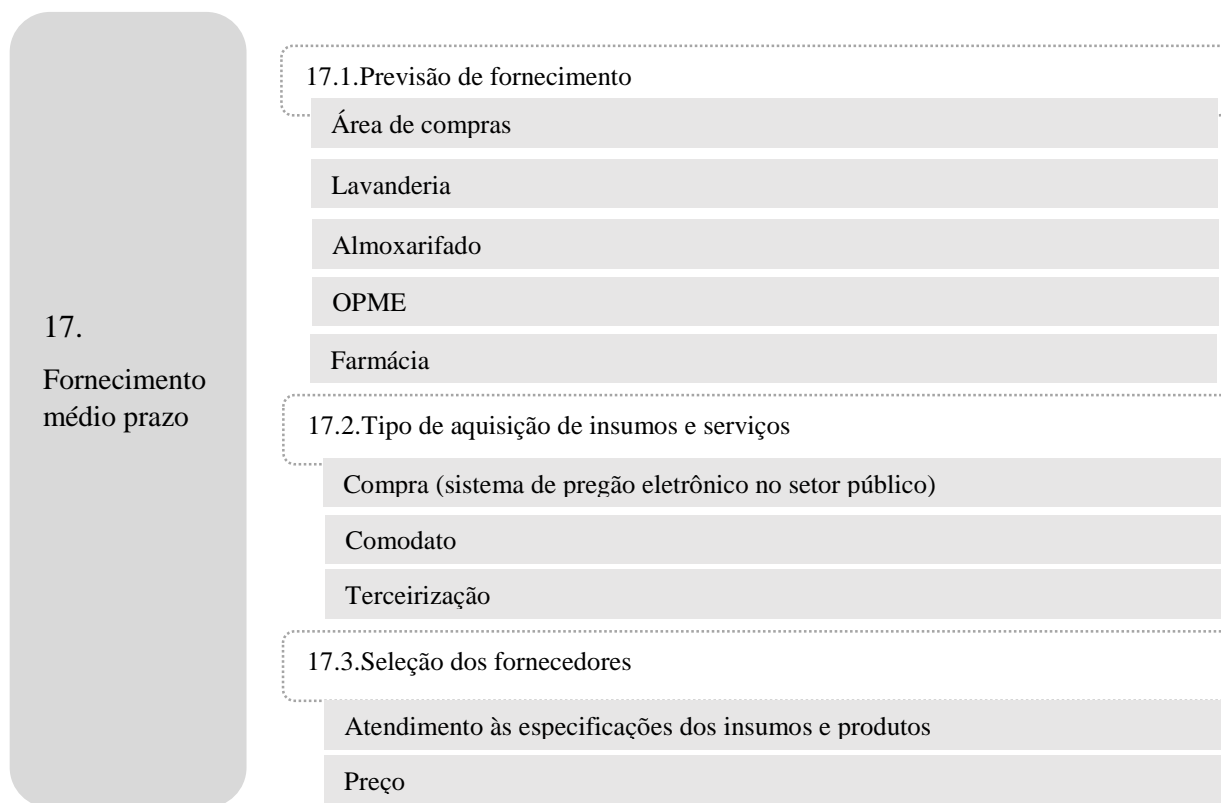 17.
Fornecimento
médio prazo
17.1.Previsão de fornecimento
Área de compras
Lavanderia
Almoxarifado
OPME
Farmácia
17.2.Tipo de aquisição de insumos e serviços
Compra (sistema de pregão eletrônico no setor público)
Comodato
Terceirização
17.3.Seleção dos fornecedores
Atendimento às especificações dos insumos e produtos
Preço